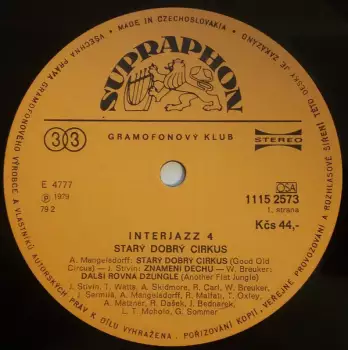 VŠECHNA PRÁVA GRAMOFONOVÉHO VÝROBCE A VLASTNÍKŮ AUTORSKÝCH PRÁV K DÍLU VYHRAŽENA. POŘIZOVÁNÍ KOPIÍ, VEŘEJNÉ PROVOZOVÁNÍ A ROZHLASOVÉ ŠÍŘENÍ TÉTO DESKY JE ZAKÁZÁNO
MADE IN CZECHOSLOVAKIA
SUPRAPHON
33
GRAMOFONOVÝ KLUB
STEREO
E 4777
℗ 1979
79 2
OSA
1115 2573
1. strana
Kčs 44,-
INTERJAZZ 4
STARÝ DOBRÝ CIRKUS
A. Mangelsdorff: STARÝ DOBRÝ CIRKUS (Good Old
Circus) — J. Stivín: ZNAMENÍ DECHU — W. Breuker:
DALŠÍ ROVNÁ DŽUNGLE (Another Fist Jungle)
J. Stivín, T. Watts, A. Skidmore, R. Carl, W. Breuker,
I. Sermulä, A. Mangelsdorff, R. Malfatti, T. Oxley,
A. Matzner, R. Dašek, J. Bednarek,
L. T. Moholo, G. Sommer